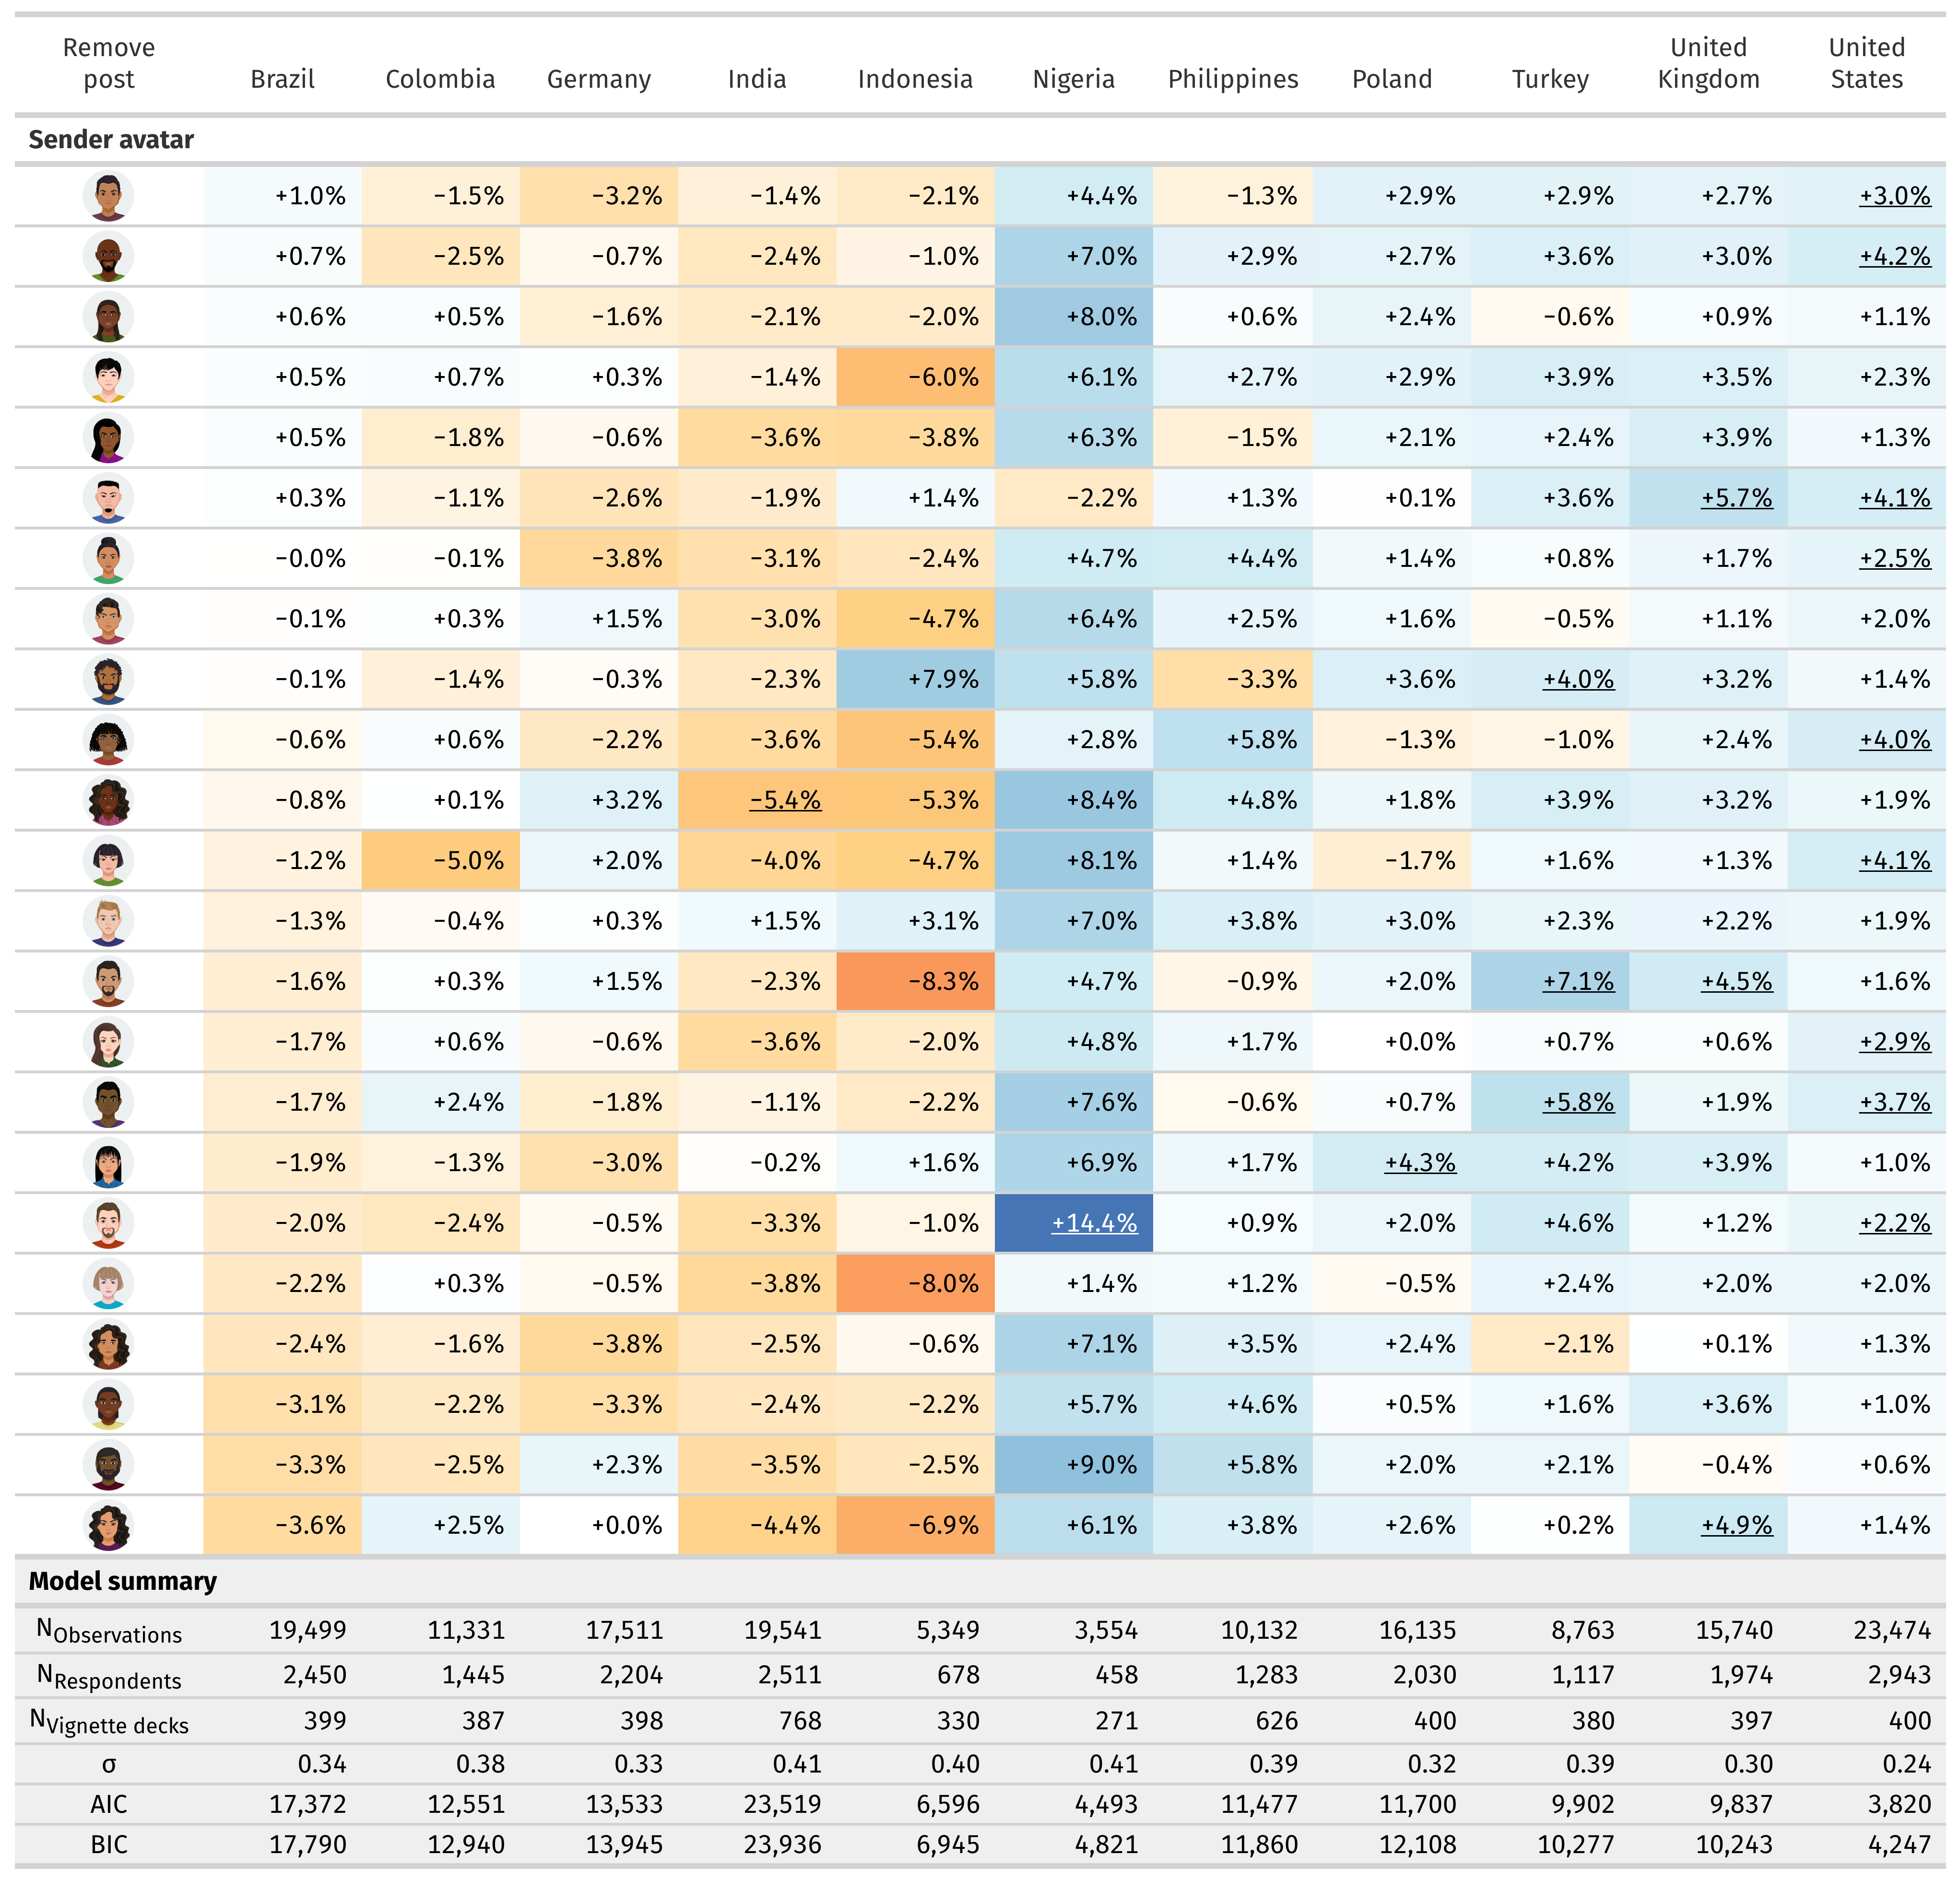 Remove post Brazil Colombia Germany India Indonesia Nigeria Philippines Poland Turkey United Kingdom United States
Sender avatar
+1.0% −1.5% −3.2% −1.4% −2.1% +4.4% −1.3% +2.9% +2.9% +2.7% +3.0%
+0.7% −2.5% −0.7% −2.4% −1.0% +7.0% +2.9% +2.7% +3.6% +3.0% +4.2%
+0.6% +0.5% −1.6% −2.1% −2.0% +8.0% +0.6% +2.4% −0.6% +0.9% +1.1%
+0.5% +0.7% +0.3% −1.4% −6.0% +6.1% +2.7% +2.9% +3.9% +3.5% +2.3%
+0.5% −1.8% −0.6% −3.6% −3.8% +6.3% −1.5% +2.1% +2.4% +3.9% +1.3%
+0.3% −1.1% −2.6% −1.9% +1.4% −2.2% +1.3% +0.1% +3.6% +5.7% +4.1%
−0.0% −0.1% −3.8% −3.1% −2.4% +4.7% +4.4% +1.4% +0.8% +1.7% +2.5%
−0.1% +0.3% +1.5% −3.0% −4.7% +6.4% +2.5% +1.6% −0.5% +1.1% +2.0%
−0.1% −1.4% −0.3% −2.3% +7.9% +5.8% −3.3% +3.6% +4.0% +3.2% +1.4%
−0.6% +0.6% −2.2% −3.6% −5.4% +2.8% +5.8% −1.3% −1.0% +2.4% +4.0%
−0.8% +0.1% +3.2% −5.4% −5.3% +8.4% +4.8% +1.8% +3.9% +3.2% +1.9%
−1.2% −5.0% +2.0% −4.0% −4.7% +8.1% +1.4% −1.7% +1.6% +1.3% +4.1%
−1.3% −0.4% +0.3% +1.5% +3.1% +7.0% +3.8% +3.0% +2.3% +2.2% +1.9%
−1.6% +0.3% +1.5% −2.3% −8.3% +4.7% −0.9% +2.0% +7.1% +4.5% +1.6%
−1.7% +0.6% −0.6% −3.6% −2.0% +4.8% +1.7% +0.0% +0.7% +0.6% +2.9%
−1.7% +2.4% −1.8% −1.1% −2.2% +7.6% −0.6% +0.7% +5.8% +1.9% +3.7%
−1.9% −1.3% −3.0% −0.2% +1.6% +6.9% +1.7% +4.3% +4.2% +3.9% +1.0%
−2.0% −2.4% −0.5% −3.3% −1.0% +14.4% +0.9% +2.0% +4.6% +1.2% +2.2%
−2.2% +0.3% −0.5% −3.8% −8.0% +1.4% +1.2% −0.5% +2.4% +2.0% +2.0%
−2.4% −1.6% −3.8% −2.5% −0.6% +7.1% +3.5% +2.4% −2.1% +0.1% +1.3%
−3.1% −2.2% −3.3% −2.4% −2.2% +5.7% +4.6% +0.5% +1.6% +3.6% +1.0%
−3.3% −2.5% +2.3% −3.5% −2.5% +9.0% +5.8% +2.0% +2.1% −0.4% +0.6%
−3.6% +2.5% +0.0% −4.4% −6.9% +6.1% +3.8% +2.6% +0.2% +4.9% +1.4%
Model summary
NObservations 19,499 11,331 17,511 19,541 5,349 3,554 10,132 16,135 8,763 15,740 23,474
NRespondents 2,450 1,445 2,204 2,511 678 458 1,283 2,030 1,117 1,974 2,943
NVignette decks 399 387 398 768 330 271 626 400 380 397 400
σ 0.34 0.38 0.33 0.41 0.40 0.41 0.39 0.32 0.39 0.30 0.24
AIC 17,372 12,551 13,533 23,519 6,596 4,493 11,477 11,700 9,902 9,837 3,820
BIC 17,790 12,940 13,945 23,936 6,945 4,821 11,860 12,108 10,277 10,243 4,247